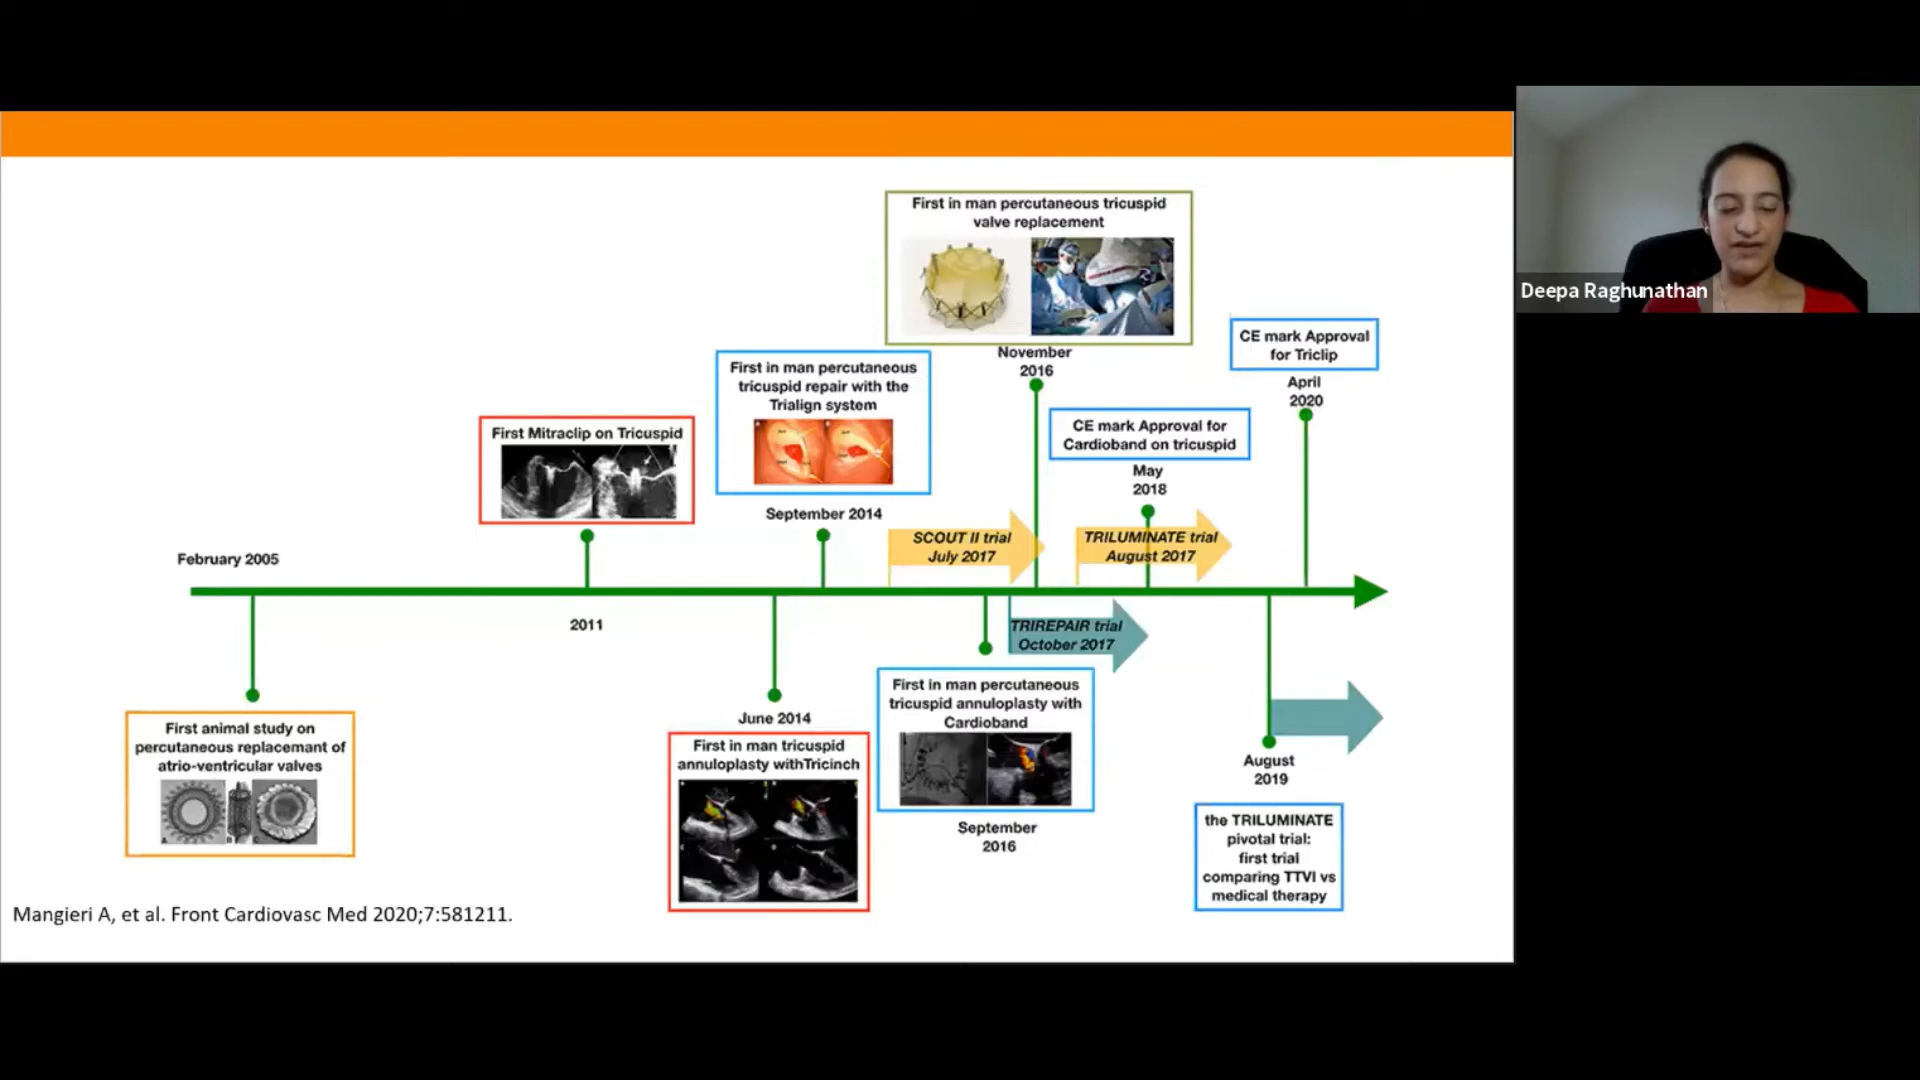 First in man percutaneous tricuspid
valve replacement
November
2016
Deepa Raghunathan
CE mark Approval
for Triclip
April
2020
First in man percutaneous
tricuspid repair with the
Trialign system
September 2014
CE mark Approval for
Cardioband on tricuspid
May
2018
First Mitraclip on Tricuspid
SCOUT II trial
July 2017
TRILUMINATE trial
August 2017
February 2005
2011
TRIREPAIR trial
October 2017
First animal study on
percutaneous replacemant of
atrio-ventricular valves
June 2014
First in man tricuspid
annuloplasty withTricinch
First in man percutaneous
tricuspid annuloplasty with
Cardioband
September
2016
August
2019
the TRILUMINATE
pivotal trial:
first trial
comparing TTVI vs
medical therapy
Mangieri A, et al. Front Cardiovasc Med 2020;7:581211.